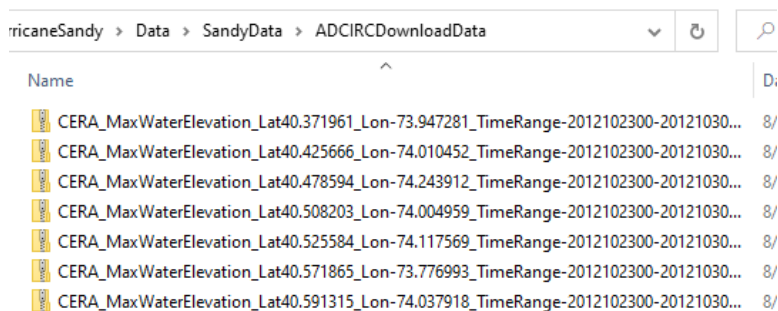 rricaneSandy > Data > SandyData > ADCIRCDownloadData
Name
CERA_MaxWaterElevation_Lat40.371961_Lon-73.947281_TimeRange-2012102300-20121030... 8/
CERA_MaxWaterElevation_Lat40.425666_Lon-74.010452_TimeRange-2012102300-20121030... 8/
CERA_MaxWaterElevation_Lat40.478594_Lon-74.243912_TimeRange-2012102300-20121030... 8/
CERA_MaxWaterElevation_Lat40.508203_Lon-74.004959_TimeRange-2012102300-20121030... 8/
CERA_MaxWaterElevation_Lat40.525584_Lon-74.117569_TimeRange-2012102300-20121030... 8/
CERA_MaxWaterElevation_Lat40.571865_Lon-73.776993_TimeRange-2012102300-20121030... 8/
CERA_MaxWaterElevation_Lat40.591315_Lon-74.037918_TimeRange-2012102300-20121030... 8/